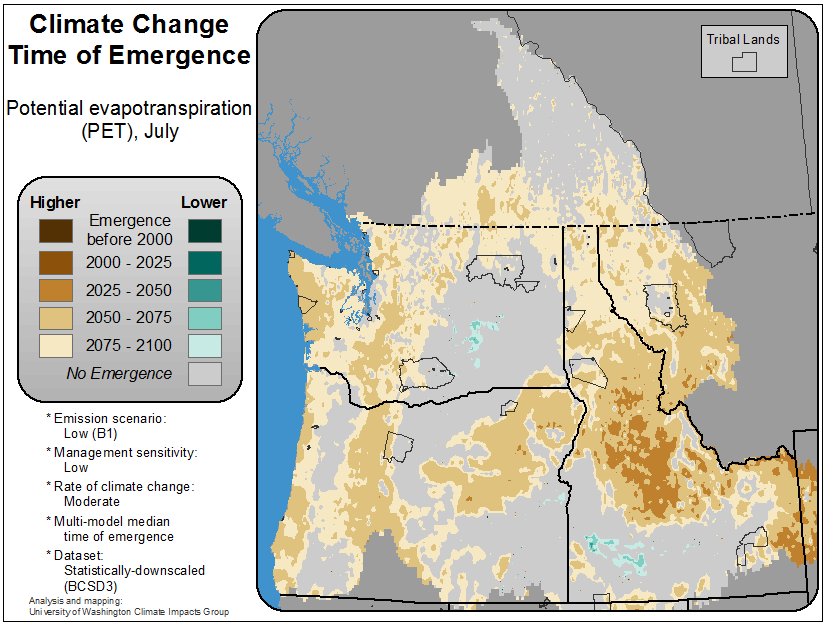 Climate Change
Time of Emergence
Potential evapotranspiration
(PET), July
Higher
Lower
Emergence
before 2000
2000 - 2025
2025 - 2050
2050 - 2075
2075 - 2100
No Emergence
* Emission scenario:
Low (B1)
* Management sensitivity:
Low
* Rate of climate change:
Moderate
* Multi-model median
time of emergence
* Dataset:
Statistically-downscaled
(BCSD3)
Analysis and mapping:
University of Washington Climate Impacts Group
Tribal Lands